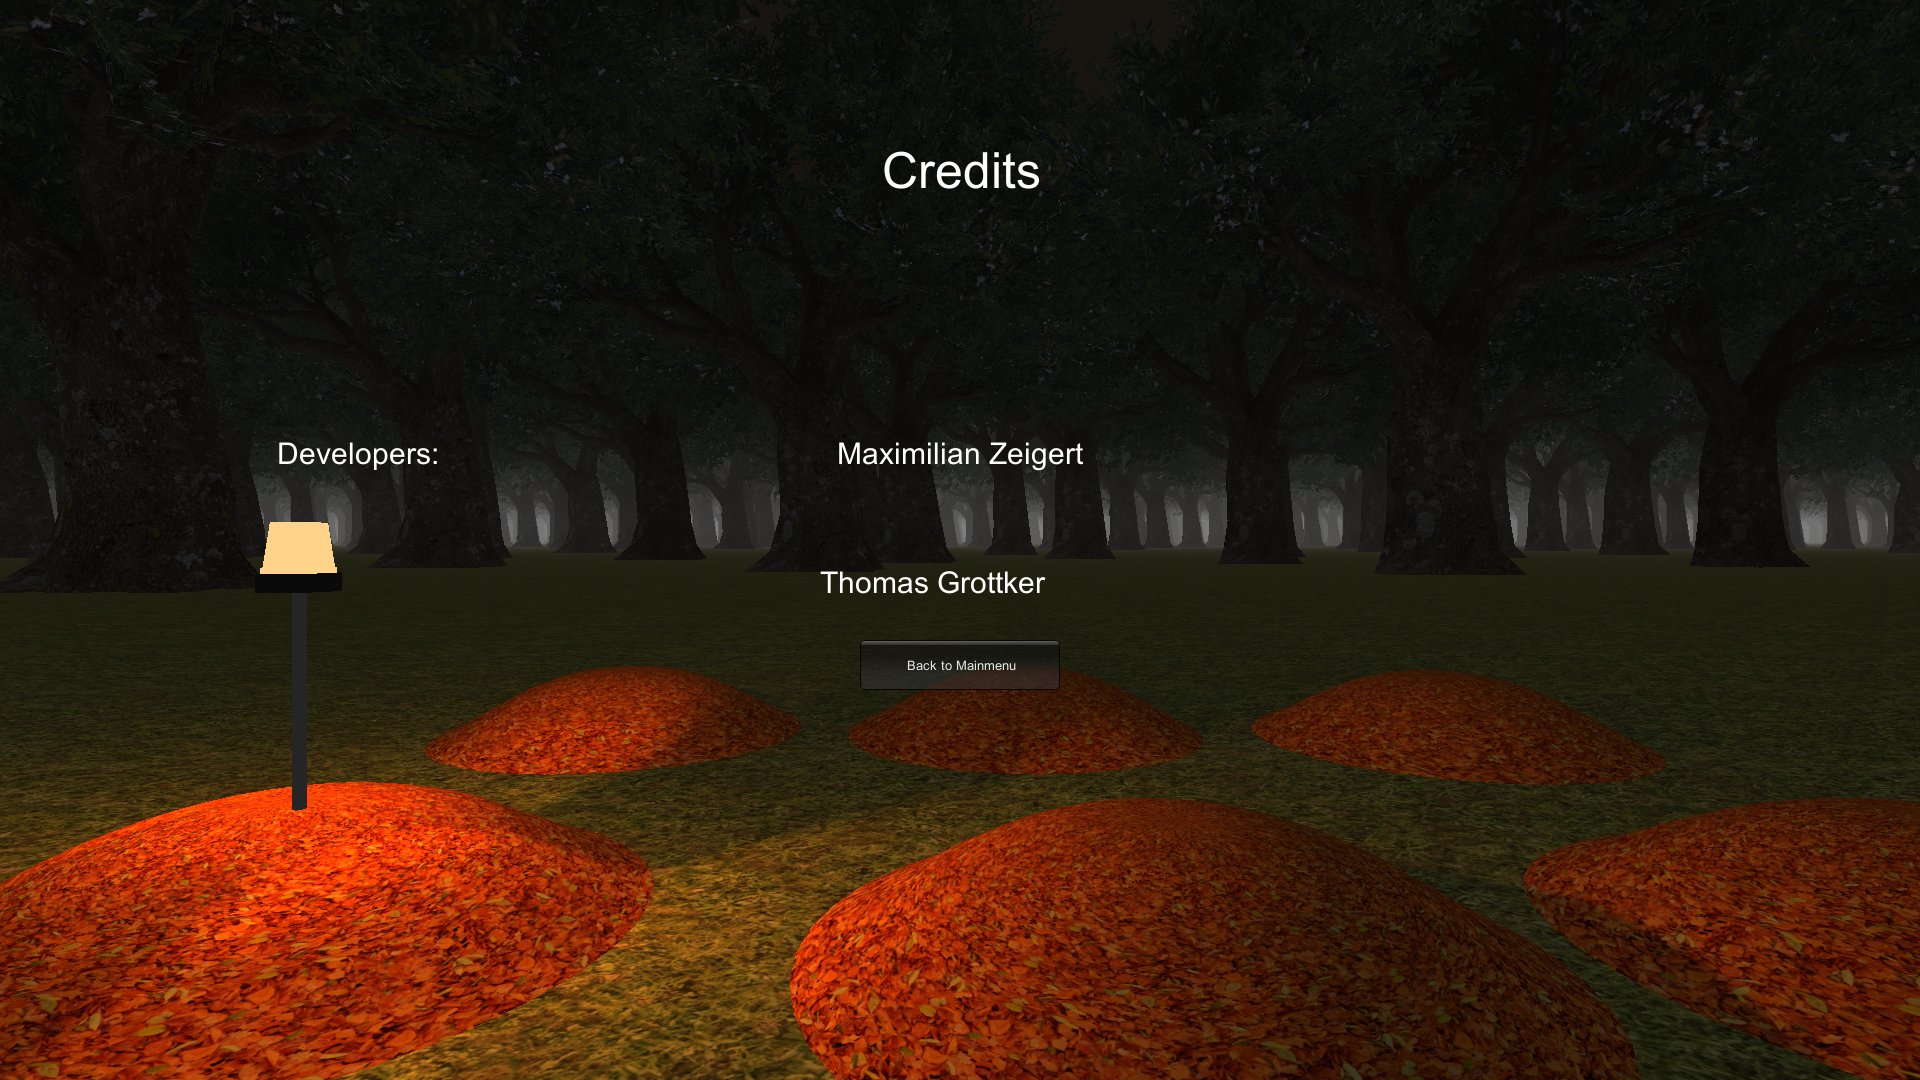 Credits
Developers: Maximilian Zeigert
Thomas Grottker
Back to Mainmenu